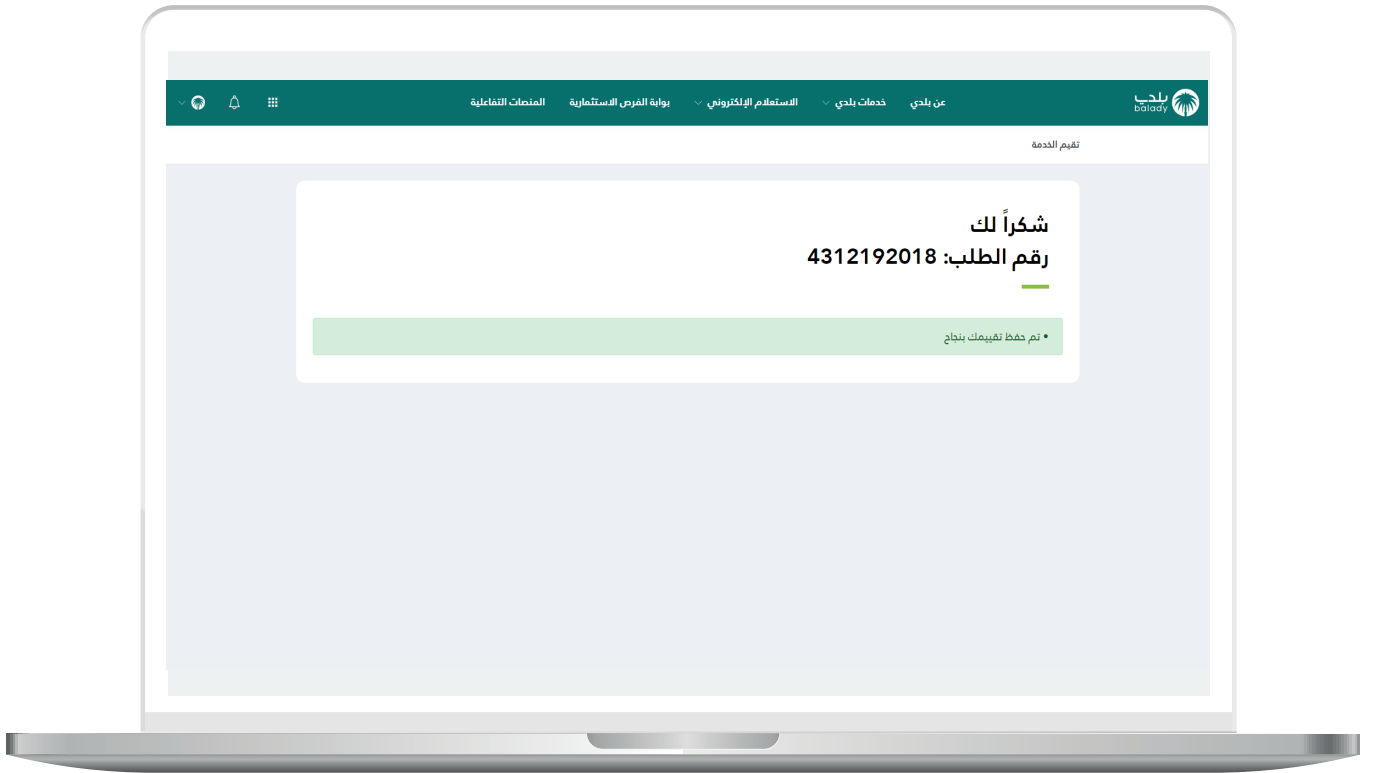 بلدي
balady
عن بلدي خدمات بلدي الاستعلام الإلكتروني بوابة الفرص الاستثمارية المنصات التفاعلية
تقيم الخدمة
شكراً لك
رقم الطلب: 4312192018
• تم حفظ تقييمك بنجاح